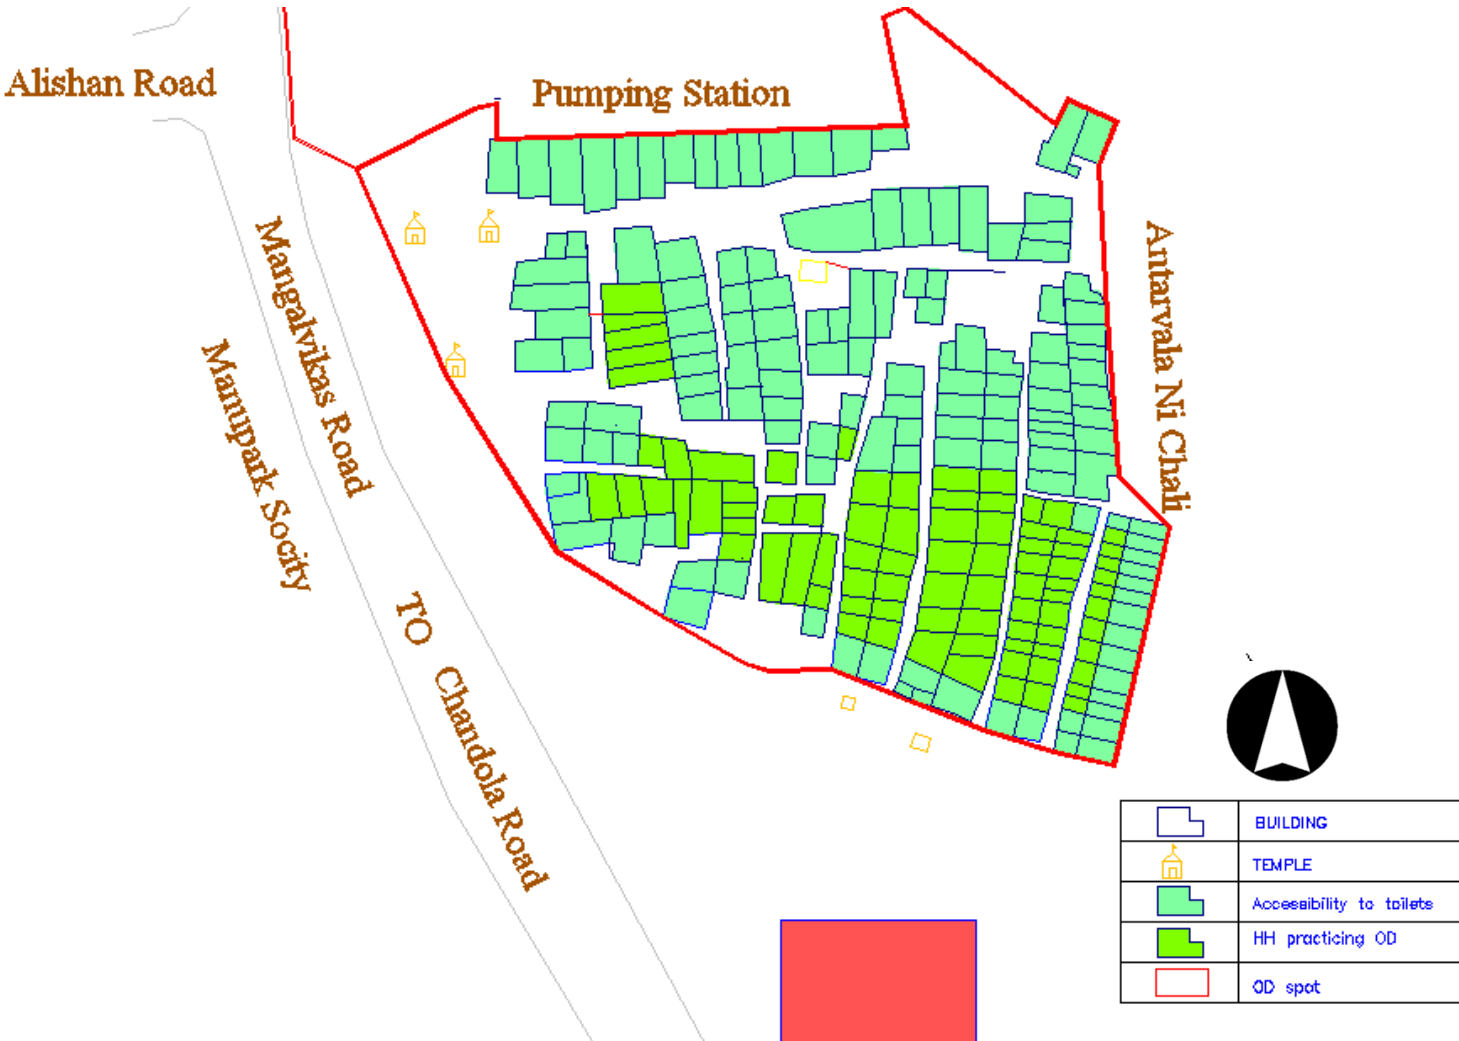 Alishan Road
Pumping Station
Mangalvikas Road
Manupark Socity
Antarvala Ni Chali
TO
Chandola Road
BUILDING
TEMPLE
Accessibility to toilets
HH practicing OD
OD spot